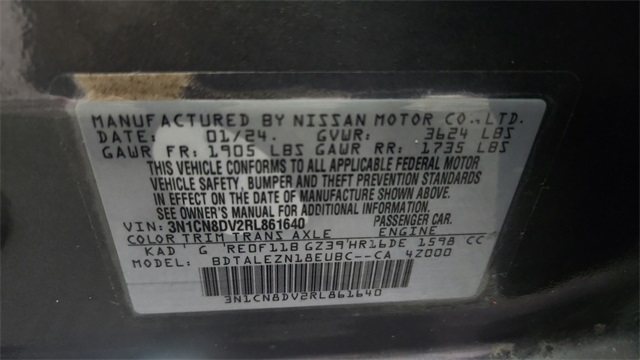 MANUFACTURED BY NISSAN MOTOR CO.,LTD.
DATE: 01/24. GVWR: 3624 LBS
GAWR FR: 1905 LBS GAWR RR: 1735 LBS
THIS VEHICLE CONFORMS TO ALL APPLICABLE FEDERAL MOTOR
VEHICLE SAFETY, BUMPER AND THEFT PREVENTION STANDARDS
IN EFFECT ON THE DATE OF MANUFACTURE SHOWN ABOVE.
SEE OWNER'S MANUAL FOR ADDITIONAL INFORMATION.
VIN: 3N1CN8DV2RL861640 PASSENGER CAR.
COLOR TRIM TRANS AXLE ENGINE
KAD G RE0F11B GZ39 HR16DE 1598 CC
MODEL: BDTALEZN18EUBC--CA 4Z000
3N1CN8DV2RL861640